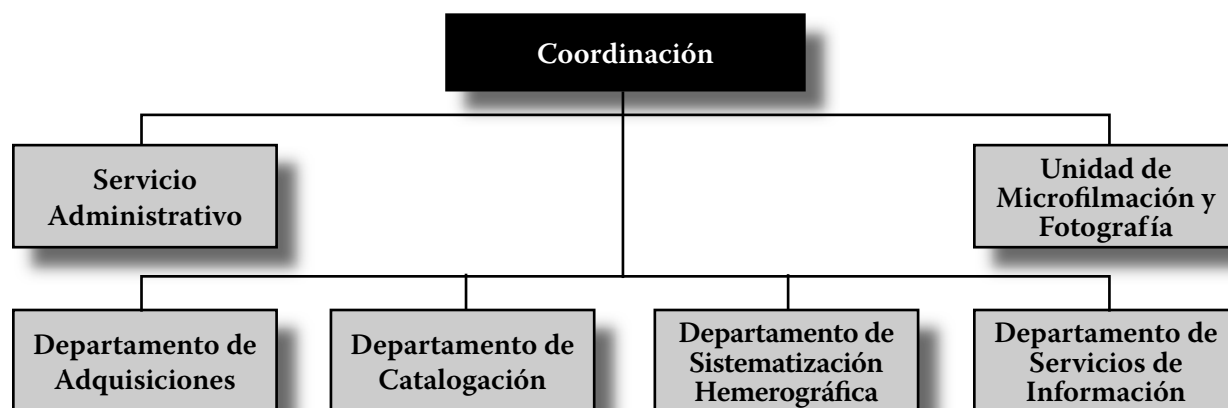 Coordinación
Servicio
Administrativo
Unidad de
Microfilmación y
Fotografía
Departamento de
Adquisiciones
Departamento de
Catalogación
Departamento de
Sistematización
Hemerográfica
Departamento de
Servicios de
Información